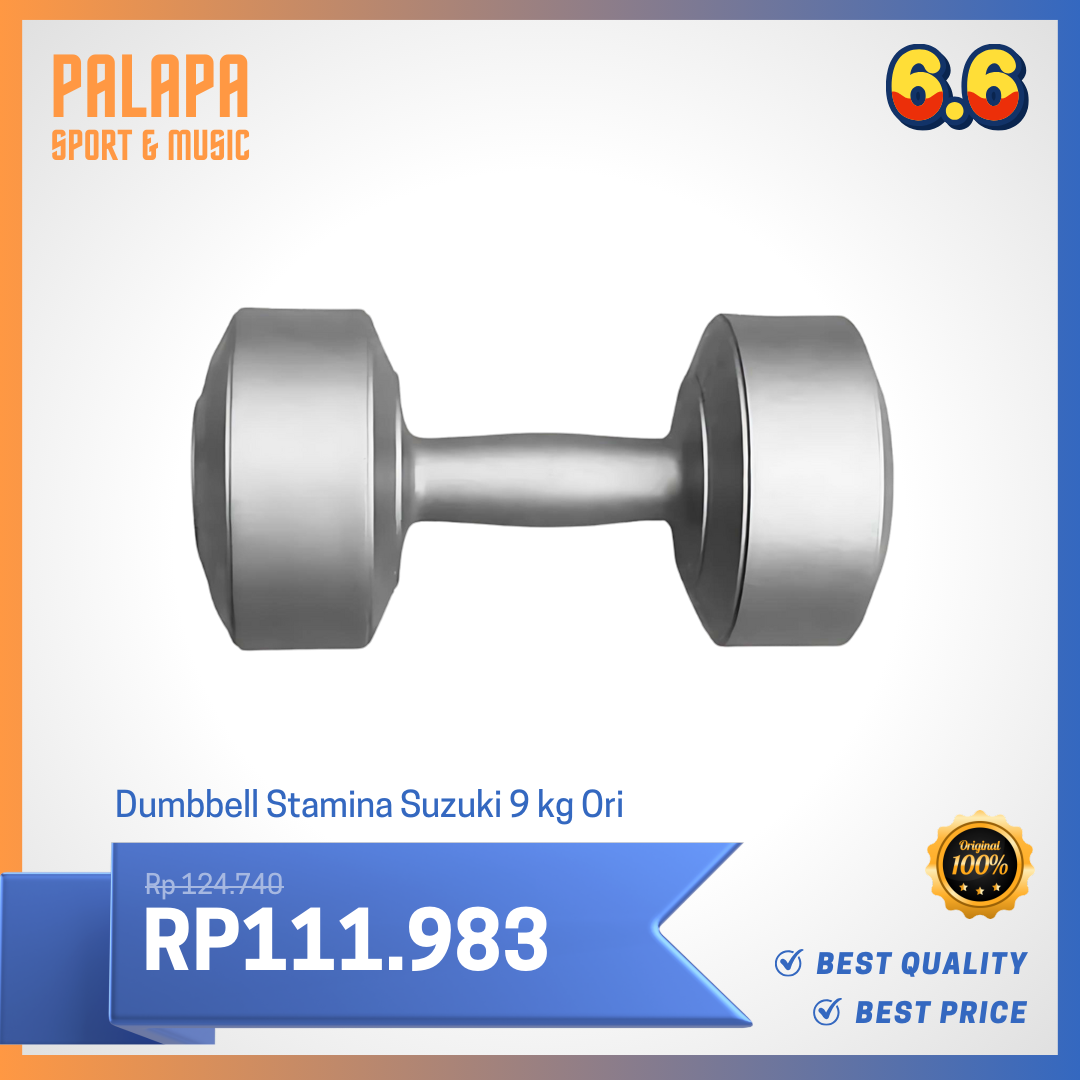 PALAPA
SPORT & MUSIC
6.6
Dumbbell Stamina Suzuki 9 kg Ori
Rp 124.740
RP111.983
Original
100%
BEST QUALITY
BEST PRICE